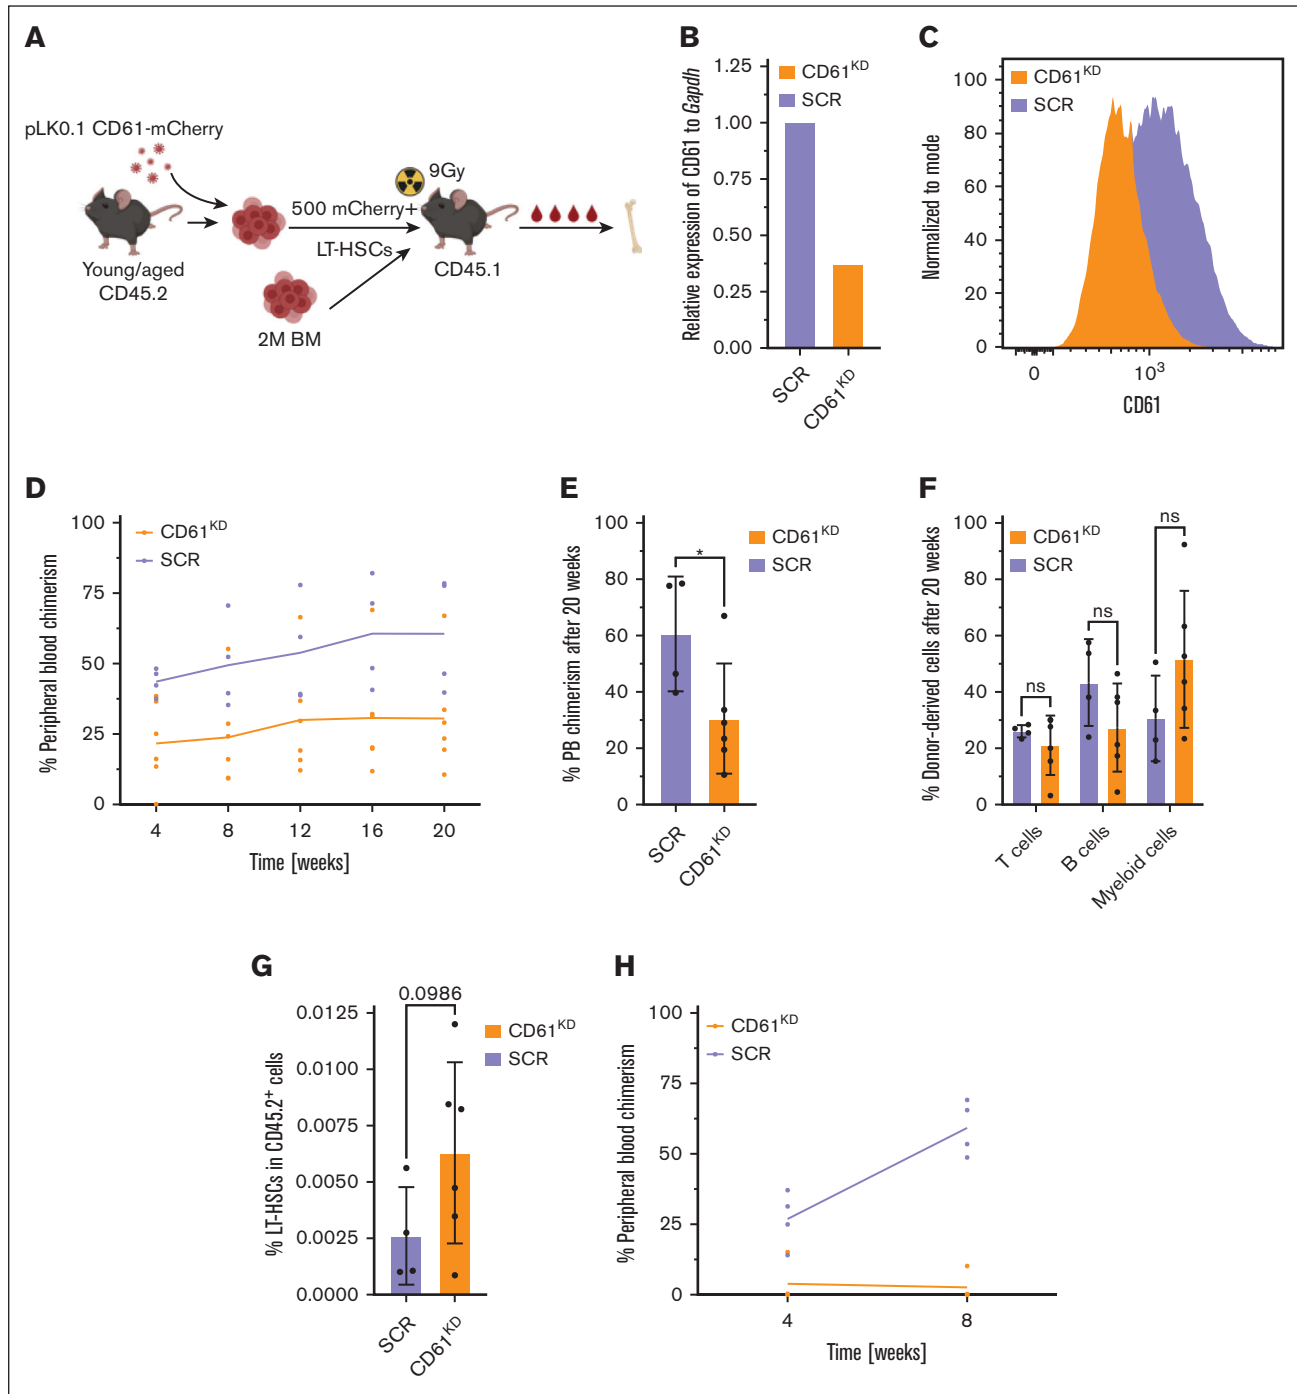 A
pLK0.1 CD61-mCherry
9Gy
500 mCherry+
LT-HSCs
Young/aged
CD45.2
CD45.1
2M BM
B
Relative expression of CD61 to Gapdh
1.25
1.00
0.75
0.50
0.25
0.00
CD61KD
SCR
SCR
CD61KD
C
Normalized to mode
100
80
60
40
20
0
CD61KD
SCR
0
103
CD61
D
% Peripheral blood chimerism
100
75
50
25
0
CD61KD
SCR
4
8
12
16
20
Time [weeks]
E
% PB chimerism after 20 weeks
100
80
60
40
20
0
*
CD61KD
SCR
SCR
CD61KD
F
% Donor-derived cells after 20 weeks
100
80
60
40
20
0
CD61KD
SCR
ns
ns
ns
T cells
B cells
Myeloid cells
G
% LT-HSCs in CD45.2+ cells
0.0125
0.0100
0.0075
0.0050
0.0025
0.0000
0.0986
CD61KD
SCR
SCR
CD61KD
H
% Peripheral blood chimerism
100
75
50
25
0
CD61KD
SCR
4
8
Time [weeks]